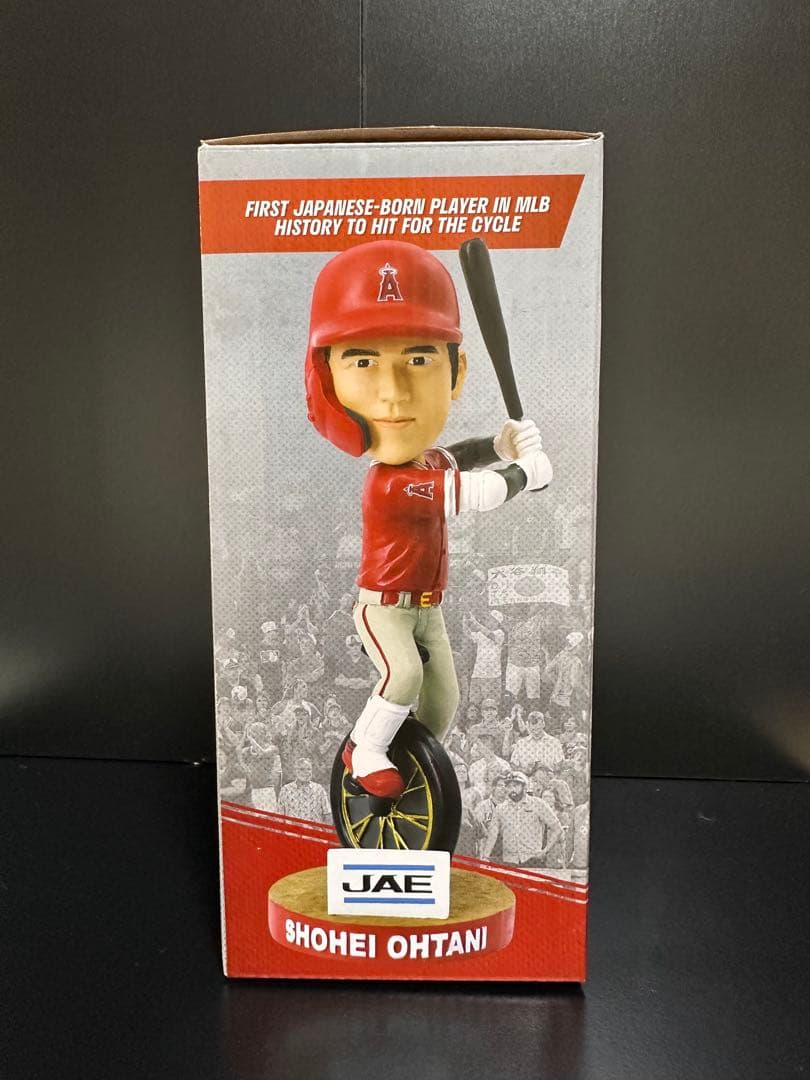 FIRST JAPANESE-BORN PLAYER IN MLB
HISTORY TO HIT FOR THE CYCLE
A
A
E
JAE
SHOHEI OHTANI